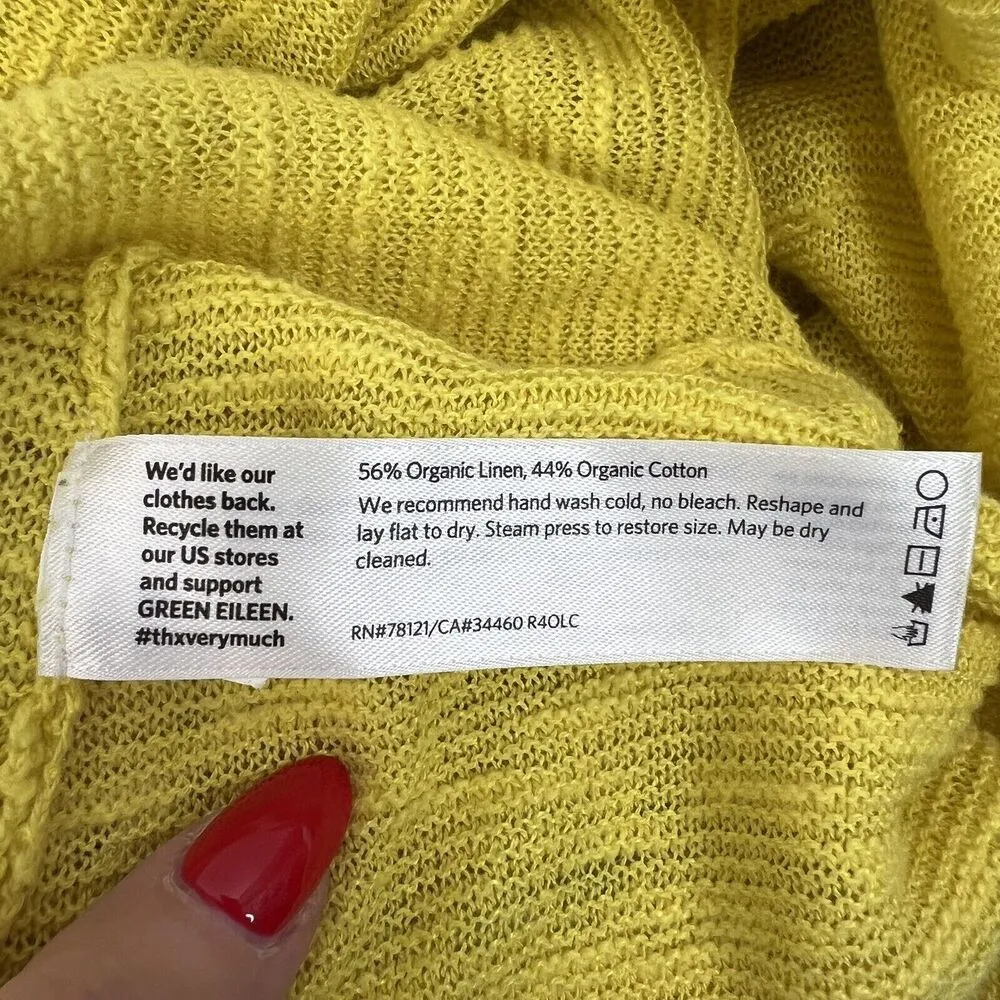 We'd like our
clothes back.
Recycle them at
our US stores
and support
GREEN EILEEN.
#thxverymuch
56% Organic Linen, 44% Organic Cotton
We recommend hand wash cold, no bleach. Reshape and
lay flat to dry. Steam press to restore size. May be dry
cleaned.
RN#78121/CA#34460 R4OLC